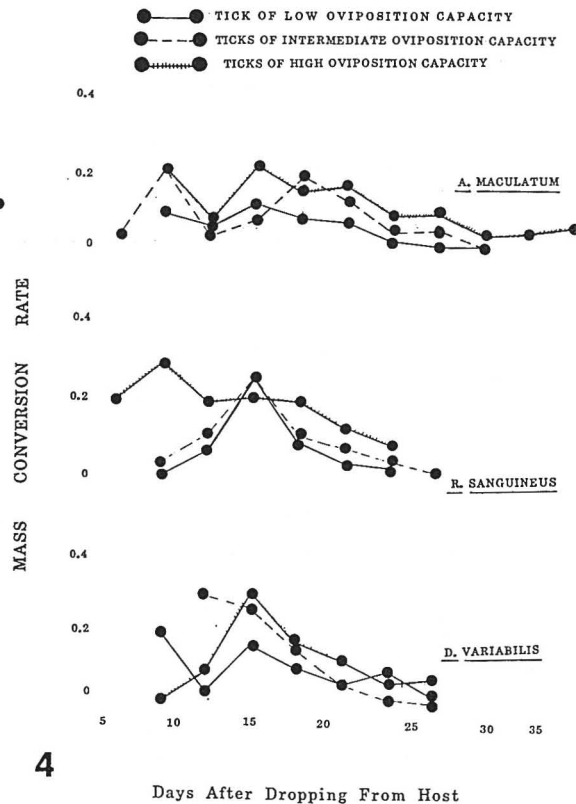 TICK OF LOW OVIPOSITION CAPACITY
TICKS OF INTERMEDIATE OVIPOSITION CAPACITY
TICKS OF HIGH OVIPOSITION CAPACITY
0.4
0.2
0
A. MACULATUM
0.4
0.2
0
R. SANGUINEUS
0.4
0.2
0
D. VARIABILIS
MASS CONVERSION RATE
5 10 15 20 25 30 35
4
Days After Dropping From Host